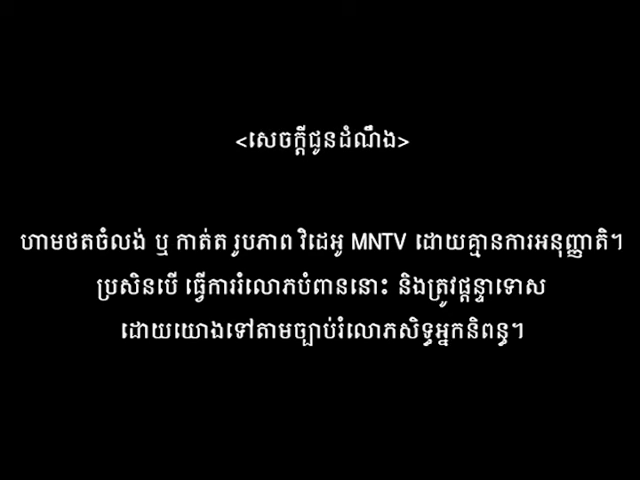 <សេចក្តីជូនដំណឹង>
ហាមថតចំលង់ ឬ កាត់ត រូបភាព វិដេអូ MNTV ដោយគ្មានការអនុញ្ញាតិ។
ប្រសិនបើ ធ្វើការរំលោភបំពាននោះ និងត្រូវផ្តន្ទាទោស
ដោយយោងទៅតាមច្បាប់រំលោភសិទ្ធអ្នកនិពន្ធ។